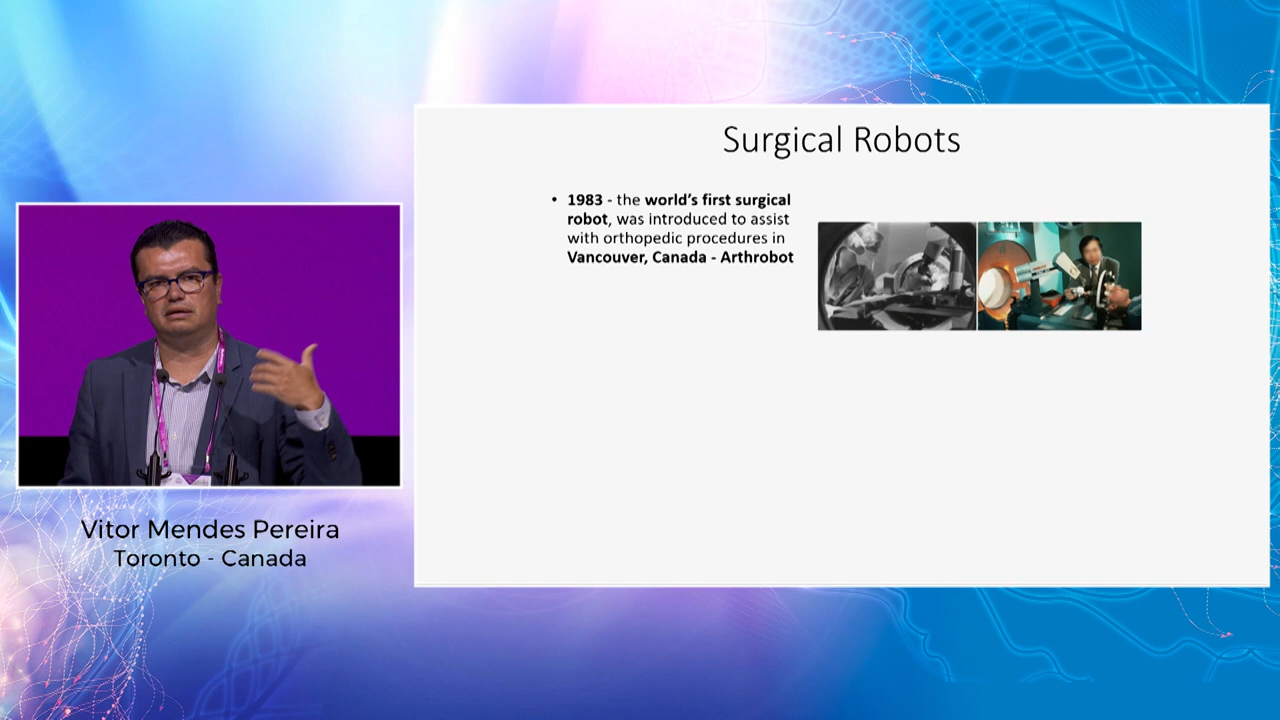 Surgical Robots
• 1983 - the world's first surgical
robot, was introduced to assist
with orthopedic procedures in
Vancouver, Canada - Arthrobot
Vitor Mendes Pereira
Toronto - Canada